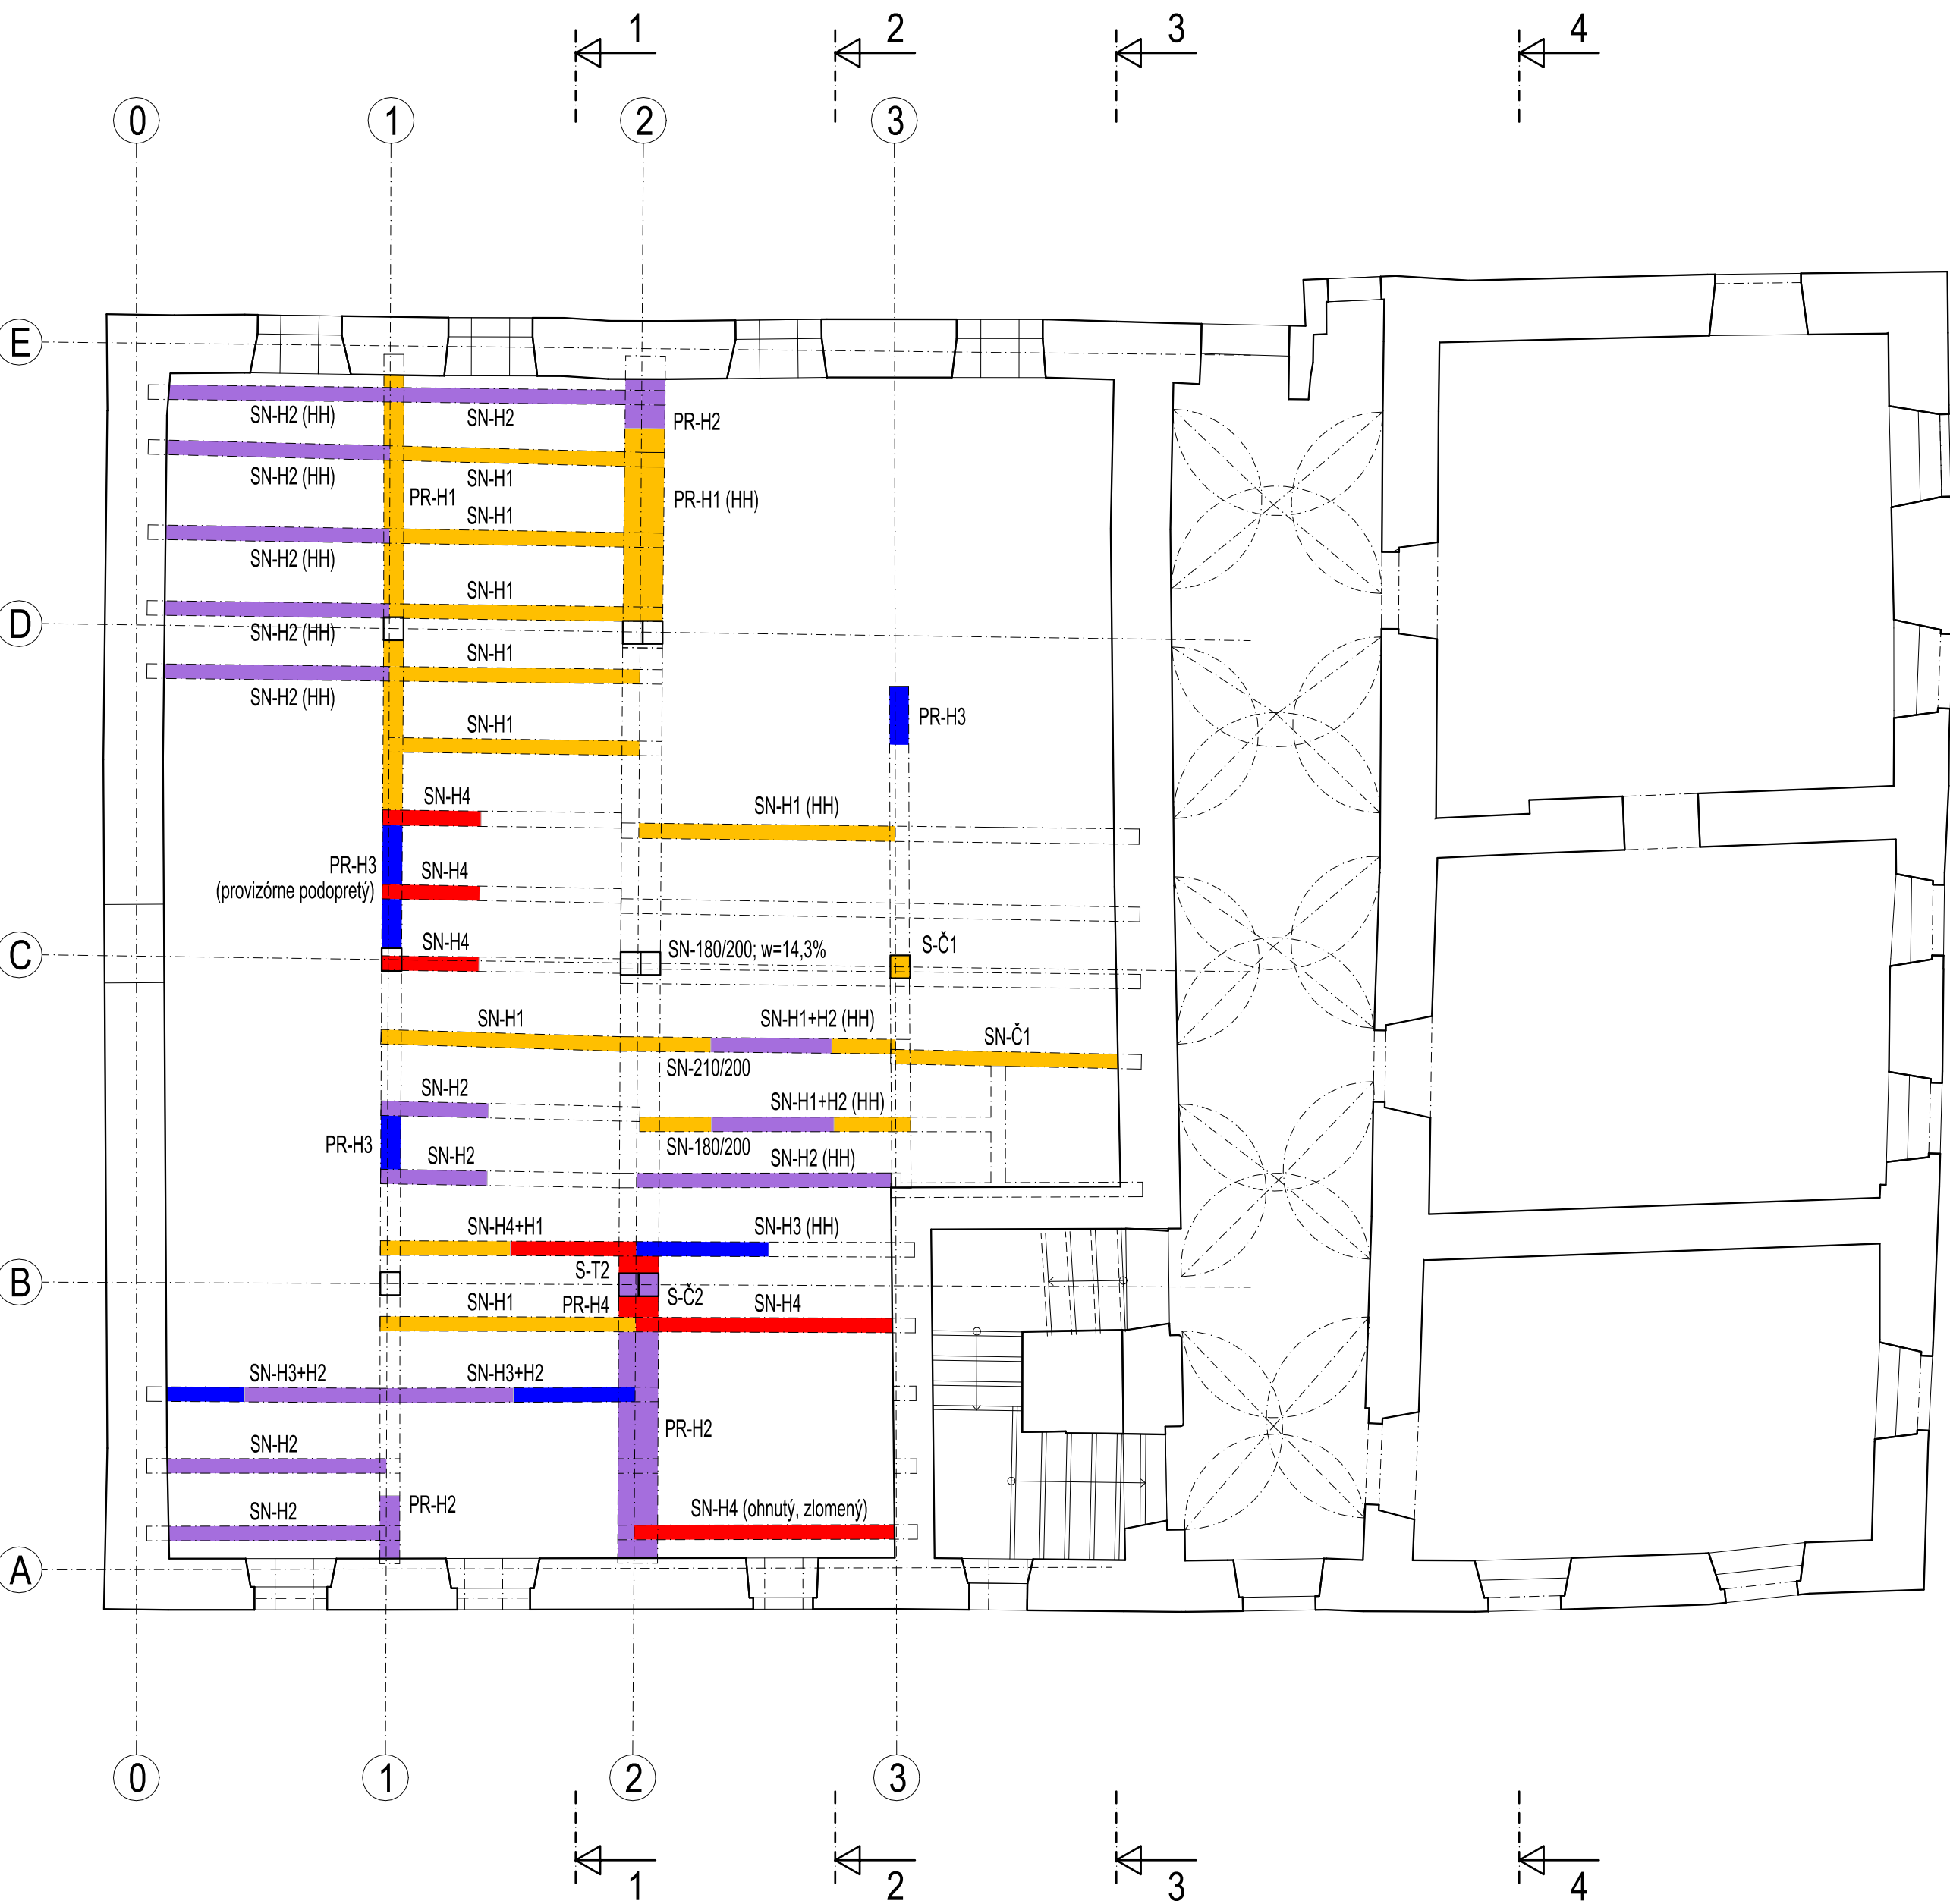 1 2 3 4
0 1 2 3
E
SN-H2 (HH) SN-H2 PR-H2
SN-H2 (HH) SN-H1
PR-H1 PR-H1 (HH)
SN-H1
SN-H2 (HH)
SN-H1
D
SN-H2 (HH)
SN-H1
SN-H2 (HH)
PR-H3
SN-H1
SN-H4 SN-H1 (HH)
PR-H3
(provizórne podopretý)
SN-H4
C
SN-H4 SN-180/200; w=14,3% S-Č1
SN-H1 SN-H1+H2 (HH)
SN-Č1
SN-210/200
SN-H2 SN-H1+H2 (HH)
PR-H3 SN-180/200
SN-H2 SN-H2 (HH)
SN-H4+H1 SN-H3 (HH)
S-T2
B
S-Č2
SN-H1 PR-H4 SN-H4
SN-H3+H2 SN-H3+H2
PR-H2
SN-H2
PR-H2
SN-H2 SN-H4 (ohnutý, zlomený)
A
0 1 2 3
1 2 3 4